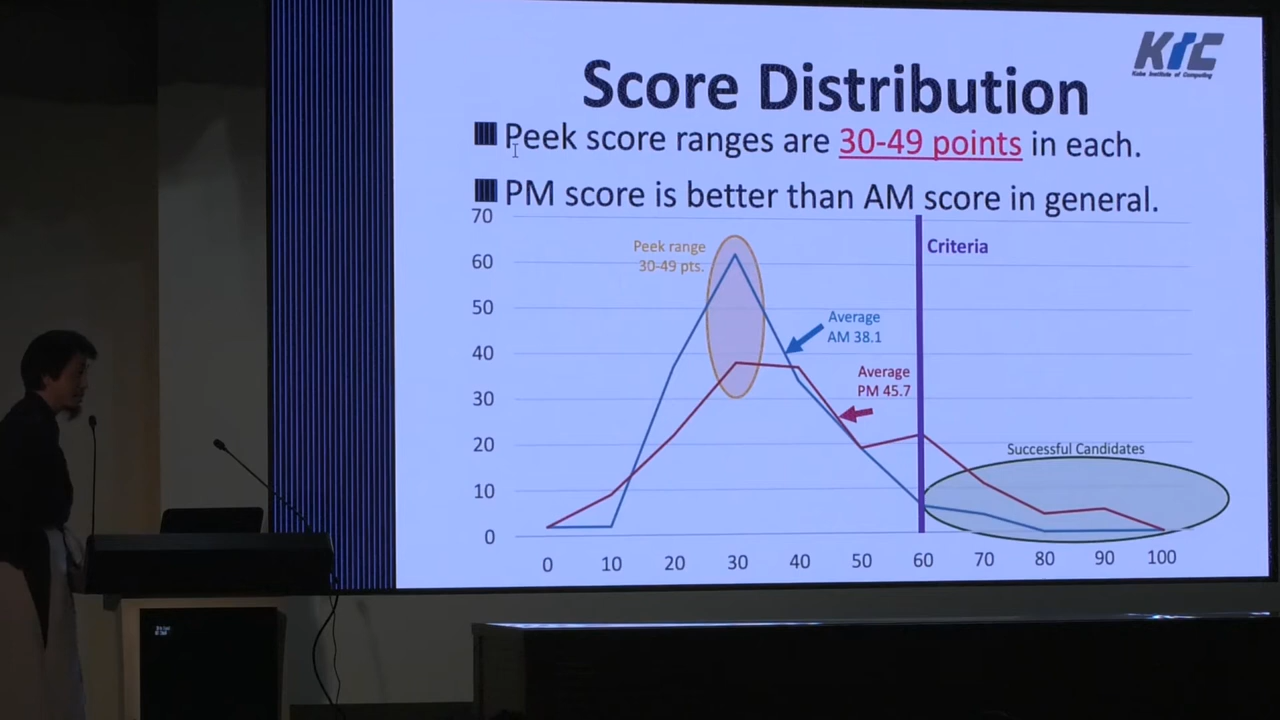 KIC
Kobe Institute of Computing
Score Distribution
Peek score ranges are 30-49 points in each.
PM score is better than AM score in general.
70
60
50
40
30
20
10
0
Peek range
30-49 pts.
Criteria
Average
AM 38.1
Average
PM 45.7
Successful Candidates
0 10 20 30 40 50 60 70 80 90 100